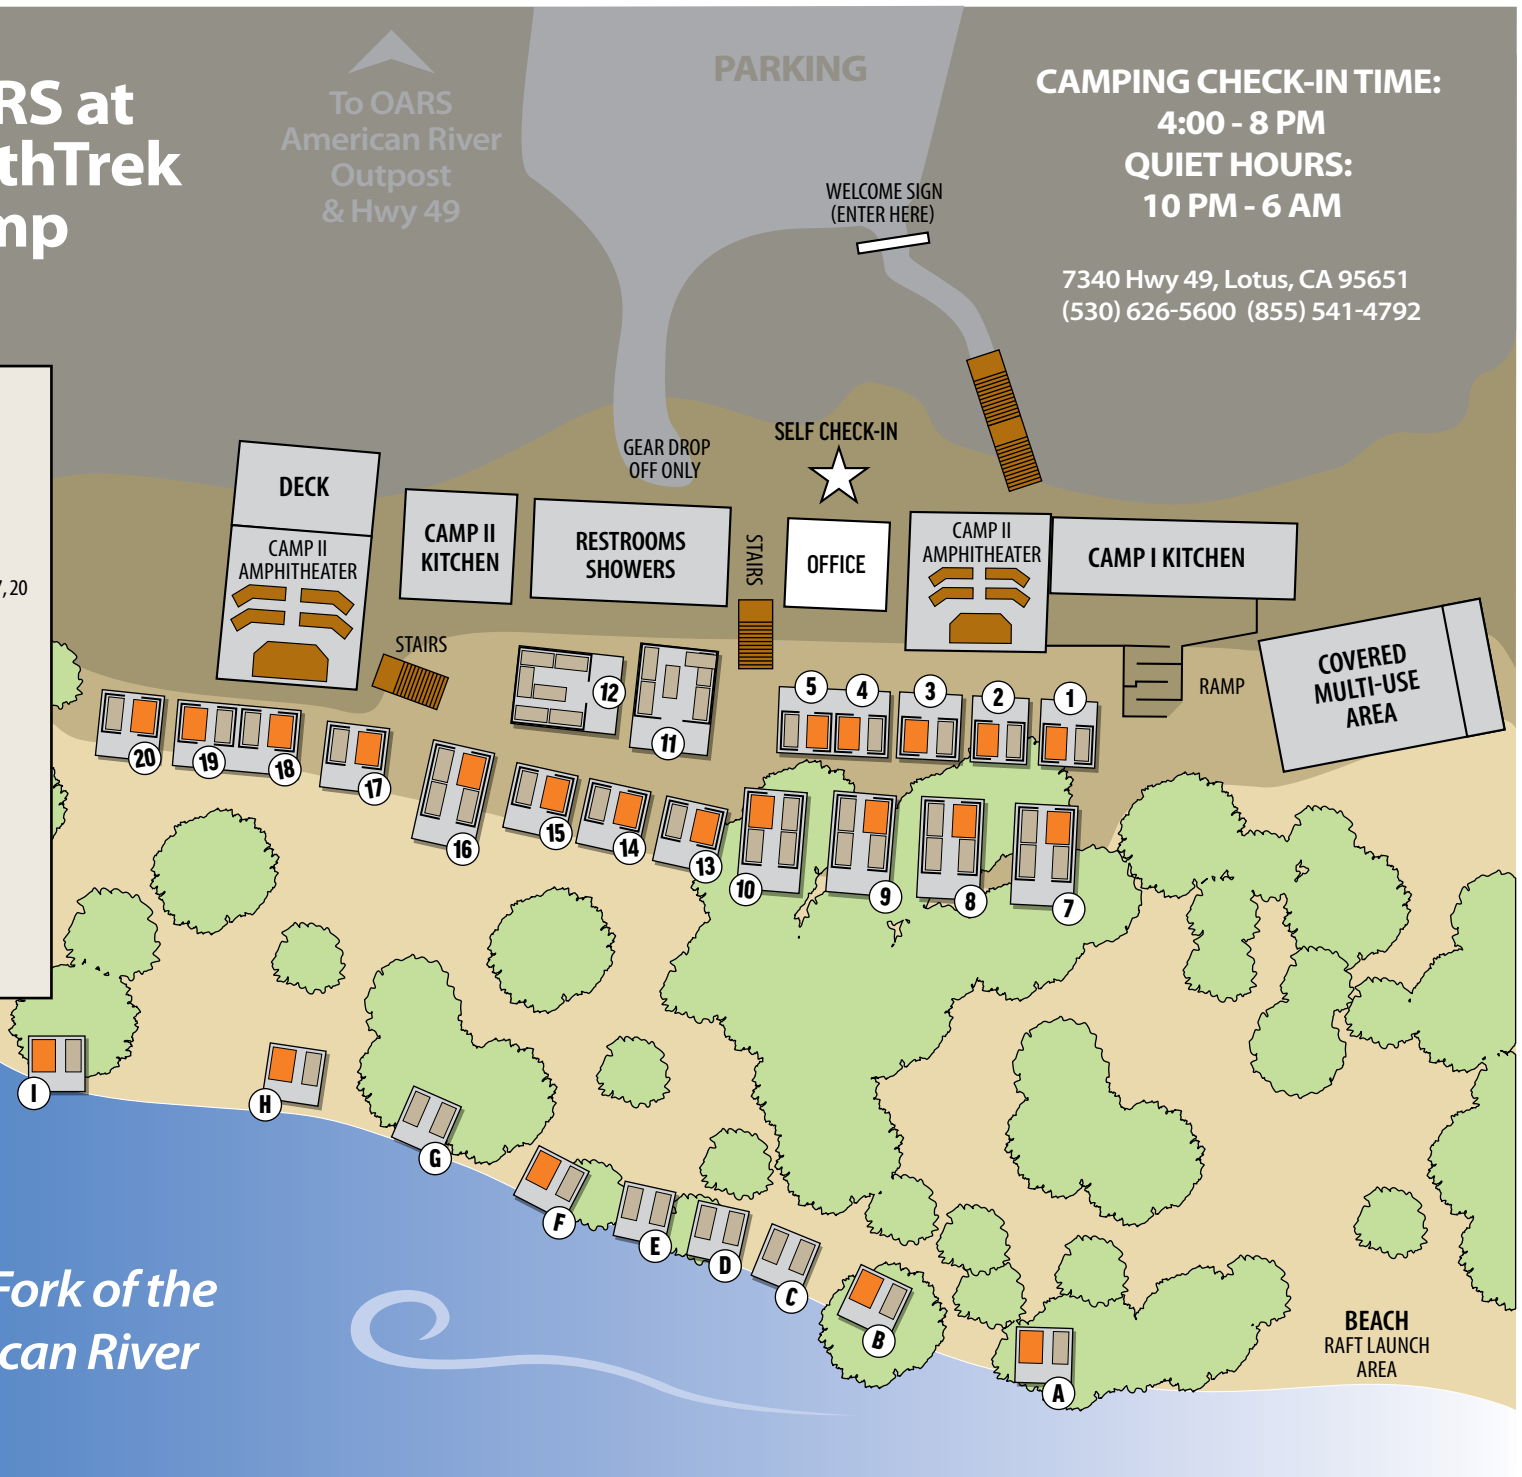 RS at
thTrek
mp
To OARS
American River
Outpost
& Hwy 49
PARKING
CAMPING CHECK-IN TIME:
4:00 - 8 PM
QUIET HOURS:
10 PM - 6 AM
7340 Hwy 49, Lotus, CA 95651
(530) 626-5600 (855) 541-4792
WELCOME SIGN
(ENTER HERE)
SELF CHECK-IN
GEAR DROP
OFF ONLY
DECK
CAMP II
AMPHITHEATER
CAMP II
KITCHEN
RESTROOMS
SHOWERS
STAIRS
OFFICE
CAMP II
AMPHITHEATER
CAMP I KITCHEN
, 20
STAIRS
RAMP
COVERED
MULTI-USE
AREA
12
11
5
4
3
2
1
20
19
18
17
16
15
14
13
10
9
8
7
I
H
G
F
E
D
C
B
A
Fork of the
can River
BEACH
RAFT LAUNCH
AREA